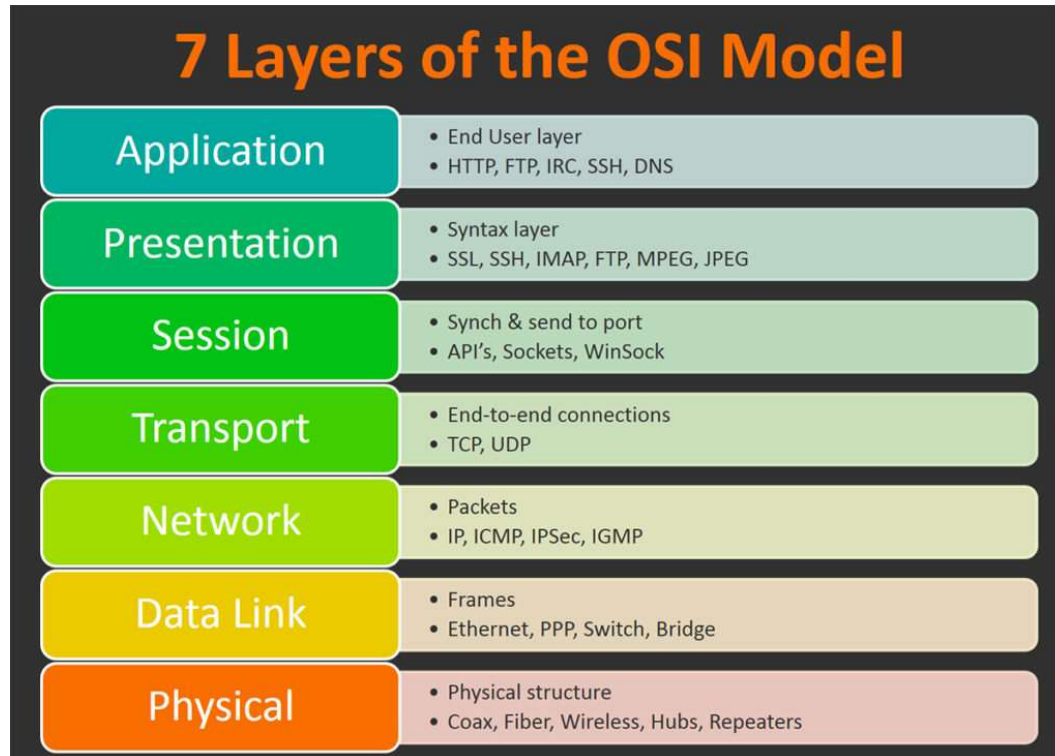 7 Layers of the OSI Model
Application
• End User layer
• HTTP, FTP, IRC, SSH, DNS
Presentation
• Syntax layer
• SSL, SSH, IMAP, FTP, MPEG, JPEG
Session
• Synch & send to port
• API’s, Sockets, WinSock
Transport
• End-to-end connections
• TCP, UDP
Network
• Packets
• IP, ICMP, IPSec, IGMP
Data Link
• Frames
• Ethernet, PPP, Switch, Bridge
Physical
• Physical structure
• Coax, Fiber, Wireless, Hubs, Repeaters